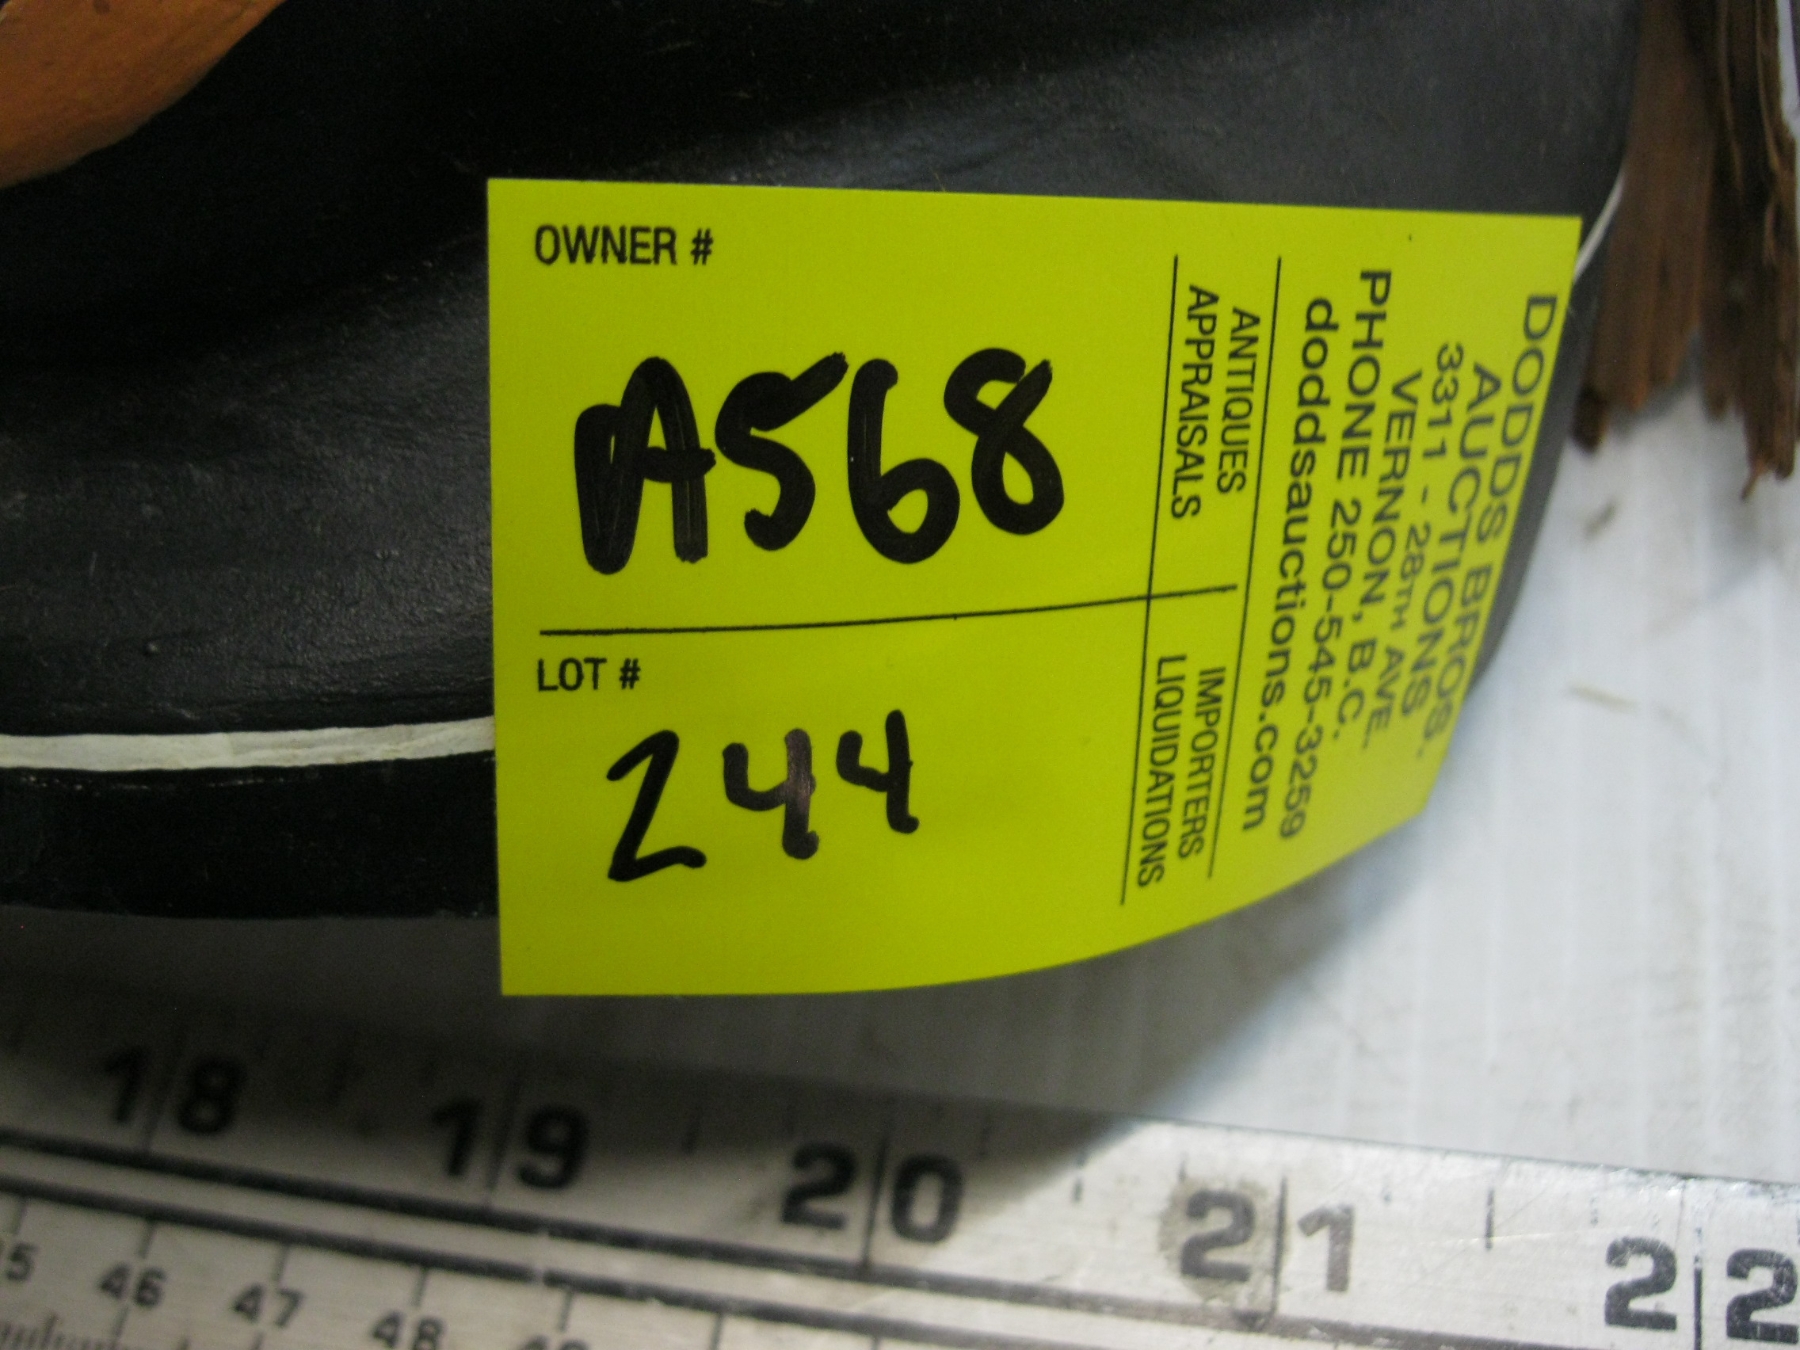 OWNER #
A568
LOT #
244
DODDS BROS.
AUCTIONS
3311 - 28TH AVE.
VERNON, B.C.
PHONE 250-545-3259
doddsauctions.com
ANTIQUES
APPRAISALS
IMPORTERS
LIQUIDATIONS
18 19 20 21 22
46 47 48